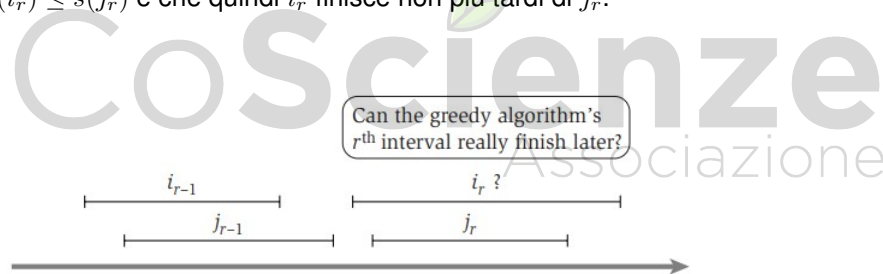 (i_r) ≤ s(j_r) e che quindi i_r finisce non più tardi di j_r.
CoScienze
Associazione
Can the greedy algorithm's
rth interval really finish later?
i_{r–1}
i_r ?
j_{r–1}
j_r